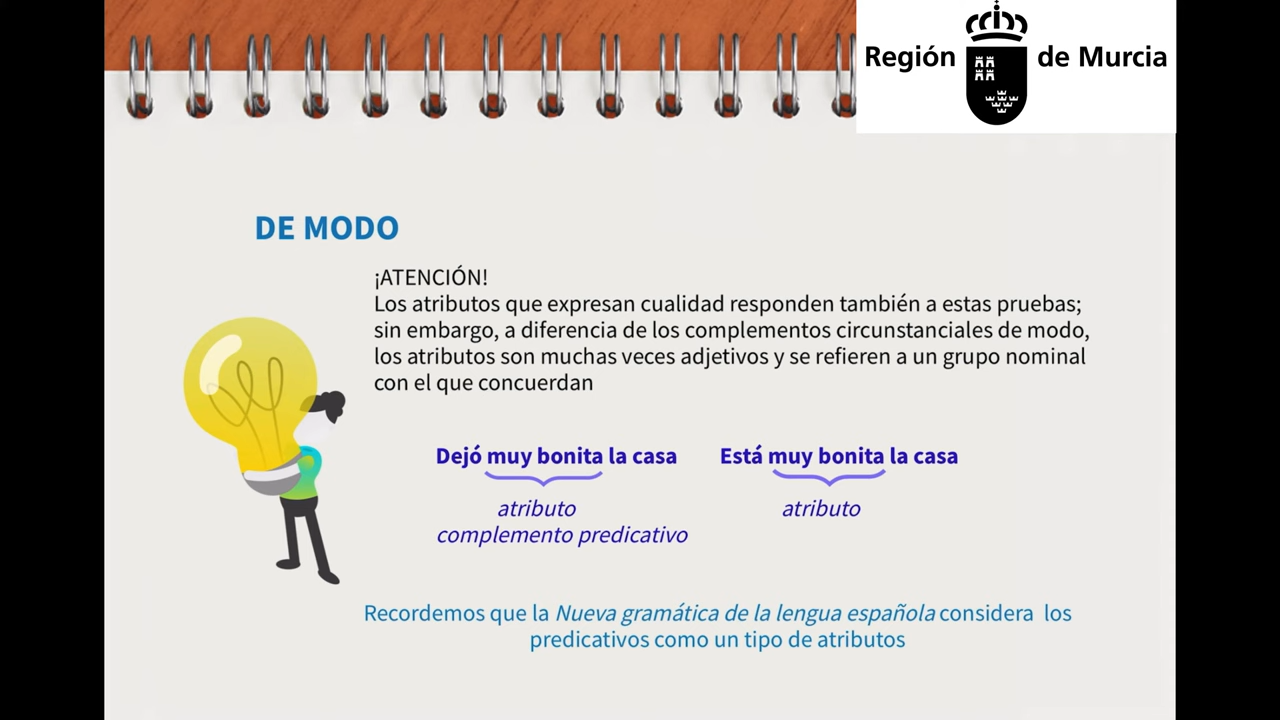 Región de Murcia
DE MODO
¡ATENCIÓN!
Los atributos que expresan cualidad responden también a estas pruebas;
sin embargo, a diferencia de los complementos circunstanciales de modo,
los atributos son muchas veces adjetivos y se refieren a un grupo nominal
con el que concuerdan
Dejó muy bonita la casa
atributo
complemento predicativo
Está muy bonita la casa
atributo
Recordemos que la Nueva gramática de la lengua española considera los
predicativos como un tipo de atributos